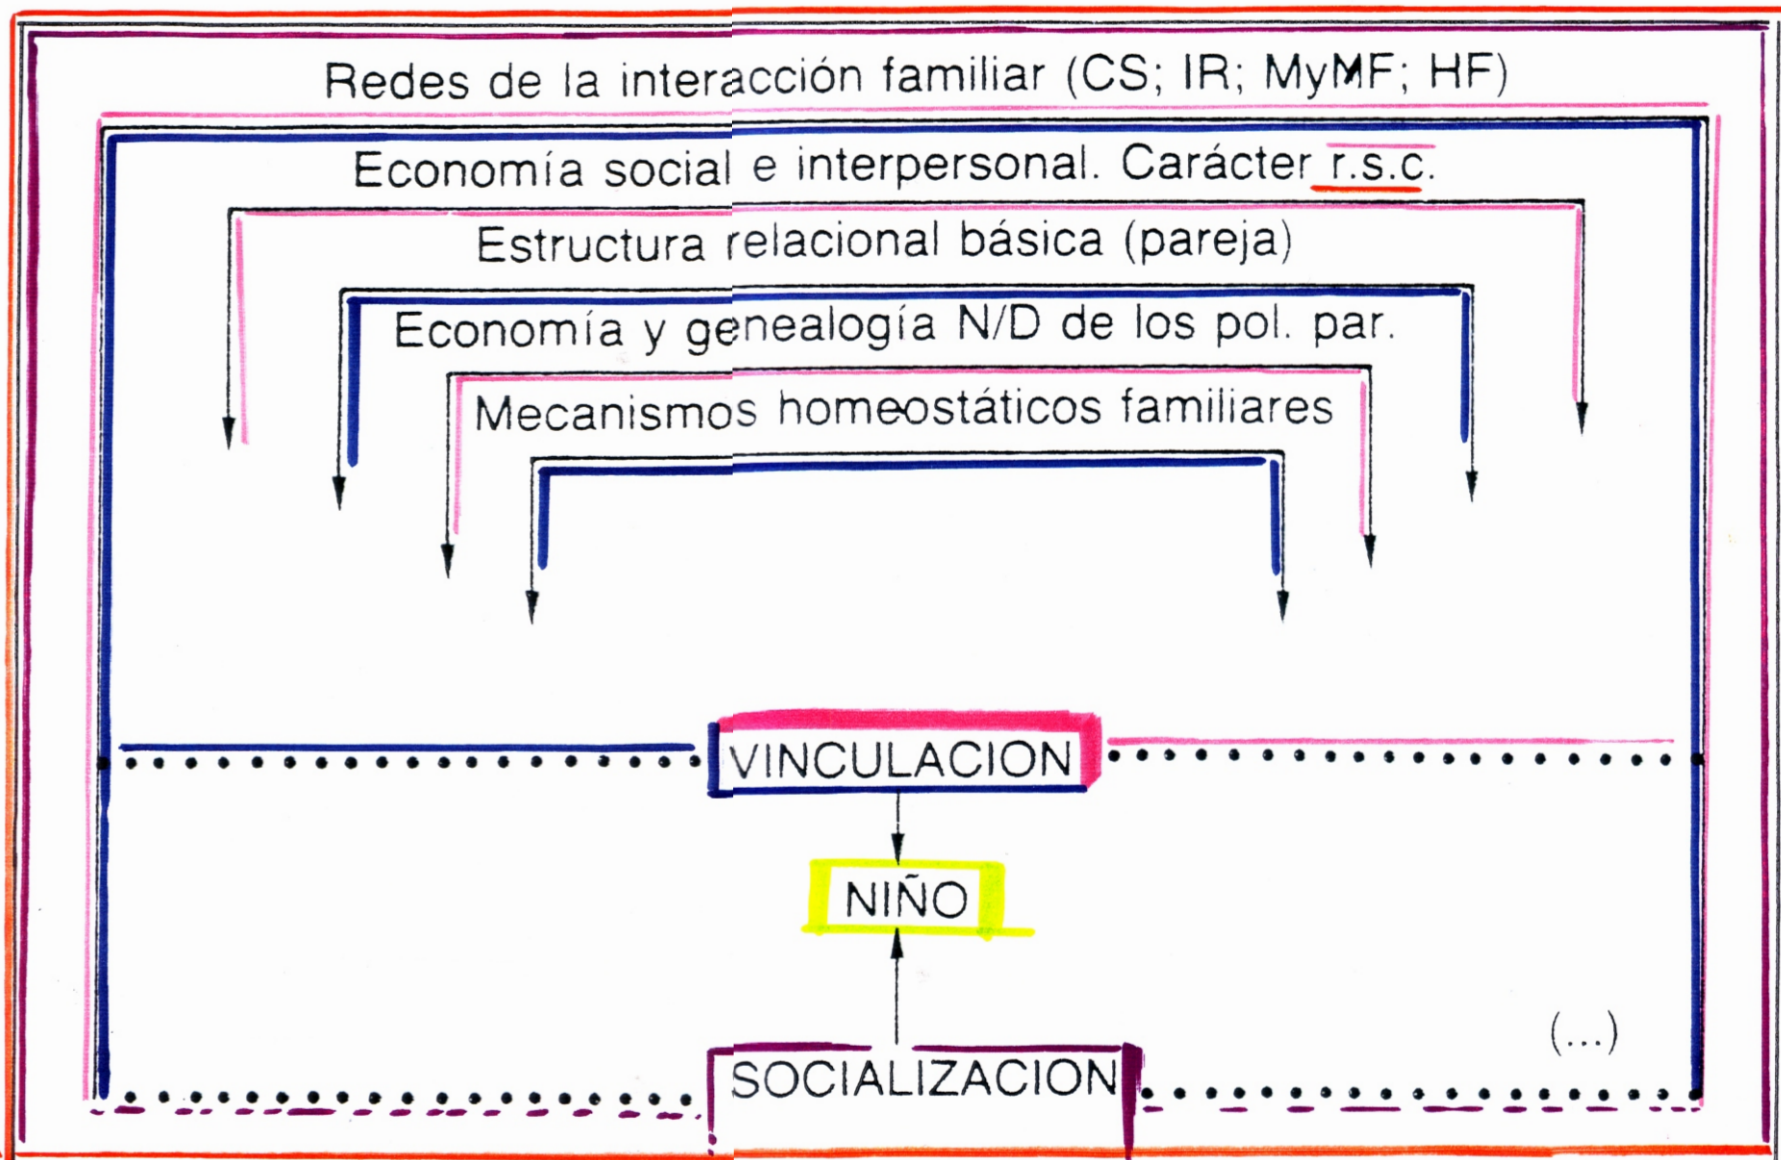 Redes de la interacción familiar (CS; IR; MyMF; HF)
Economía social e interpersonal. Carácter r.s.c.
Estructura relacional básica (pareja)
Economía y genealogía N/D de los pol. par.
Mecanismos homeostáticos familiares
VINCULACION
NIÑO
(...)
SOCIALIZACION